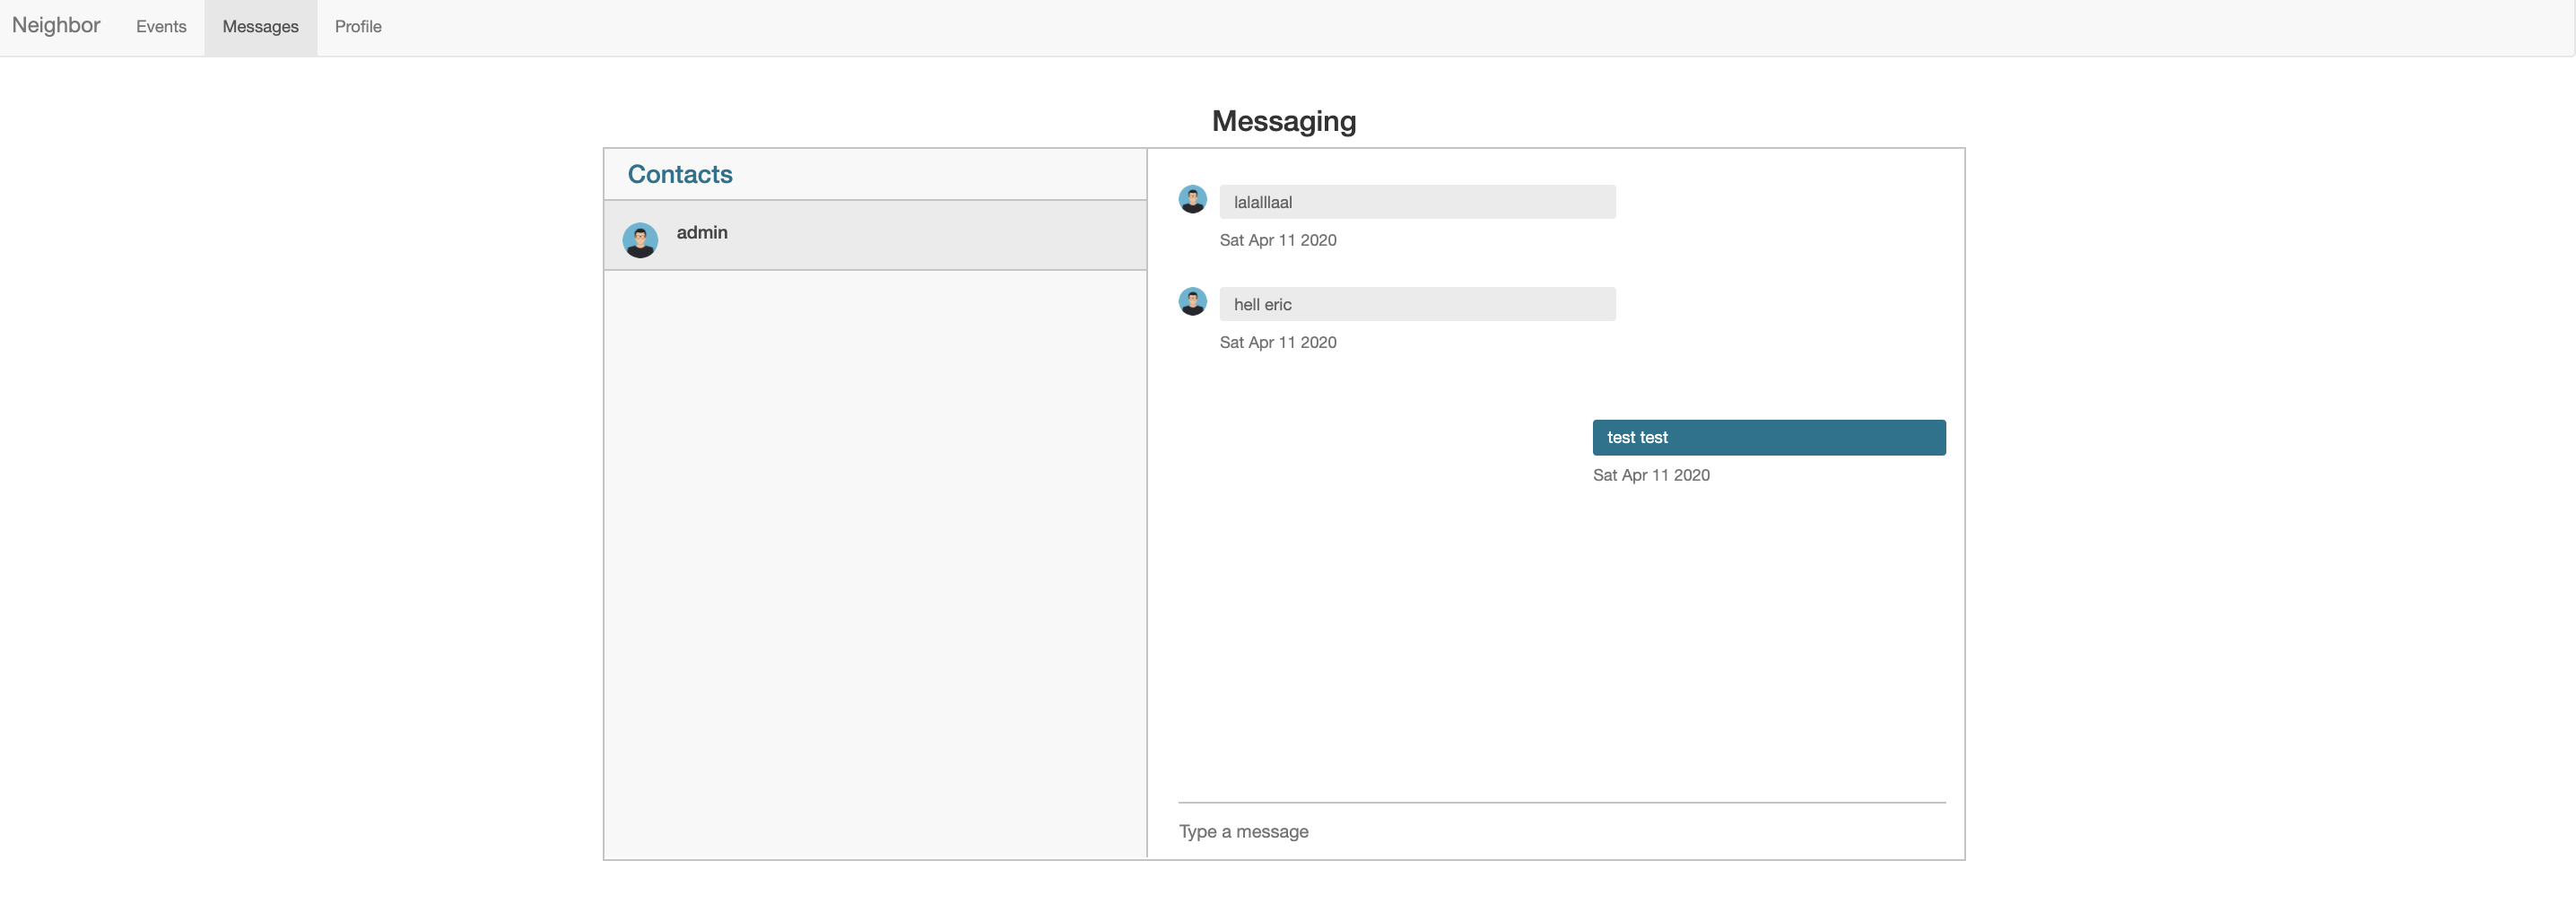 Neighbor Events Messages Profile
Messaging
Contacts
admin
lalalllaal
Sat Apr 11 2020
hell eric
Sat Apr 11 2020
test test
Sat Apr 11 2020
Type a message